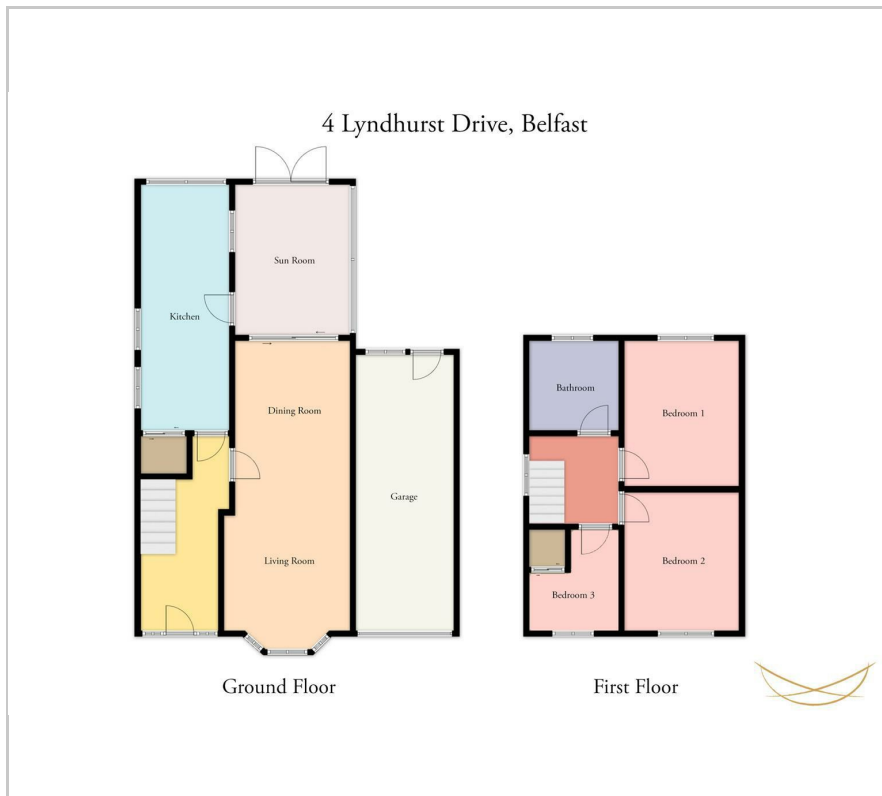 4 Lyndhurst Drive, Belfast
Sun Room
Kitchen
Dining Room
Living Room
Garage
Bathroom
Bedroom 1
Bedroom 2
Bedroom 3
Ground Floor
First Floor